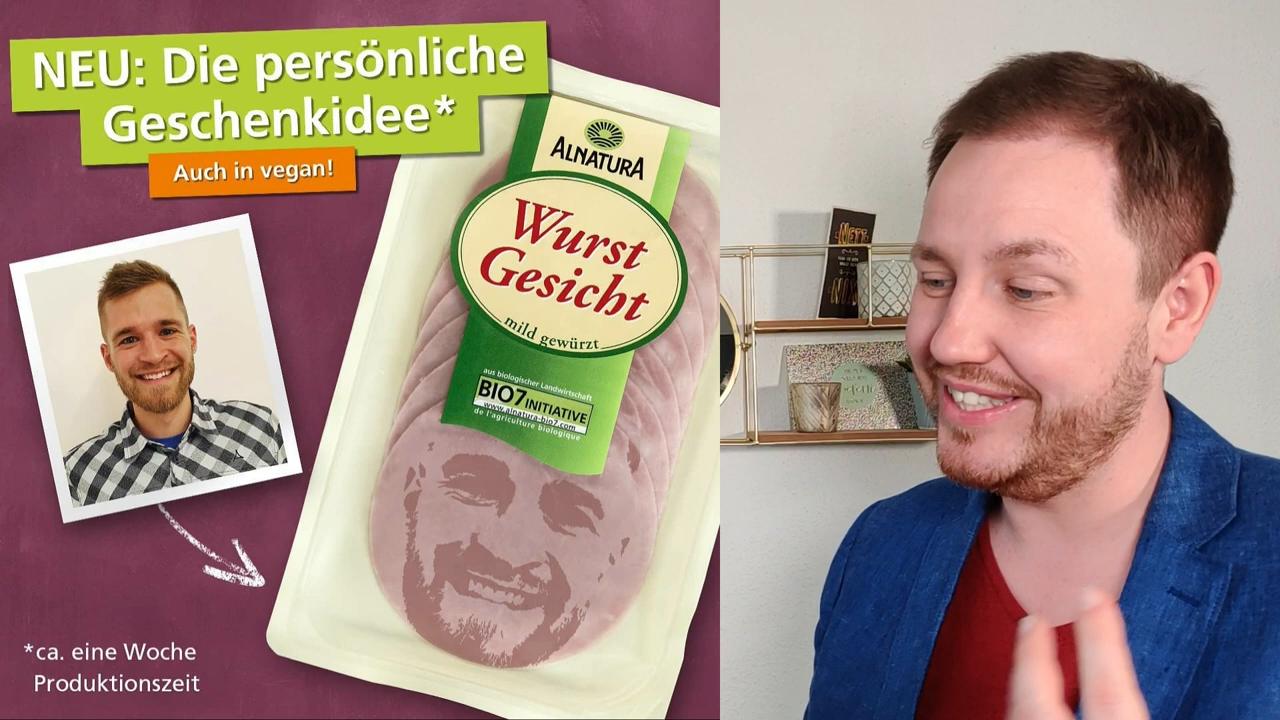 NEU: Die persönliche
Geschenkidee*
Auch in vegan!
ALNATURA
Wurst
Gesicht
mild gewürzt
aus biologischer Landwirtschaft
BIO7 INITIATIVE
www.alnatura-bio7.com
de l'agriculture biologique
*ca. eine Woche
Produktionszeit
METT